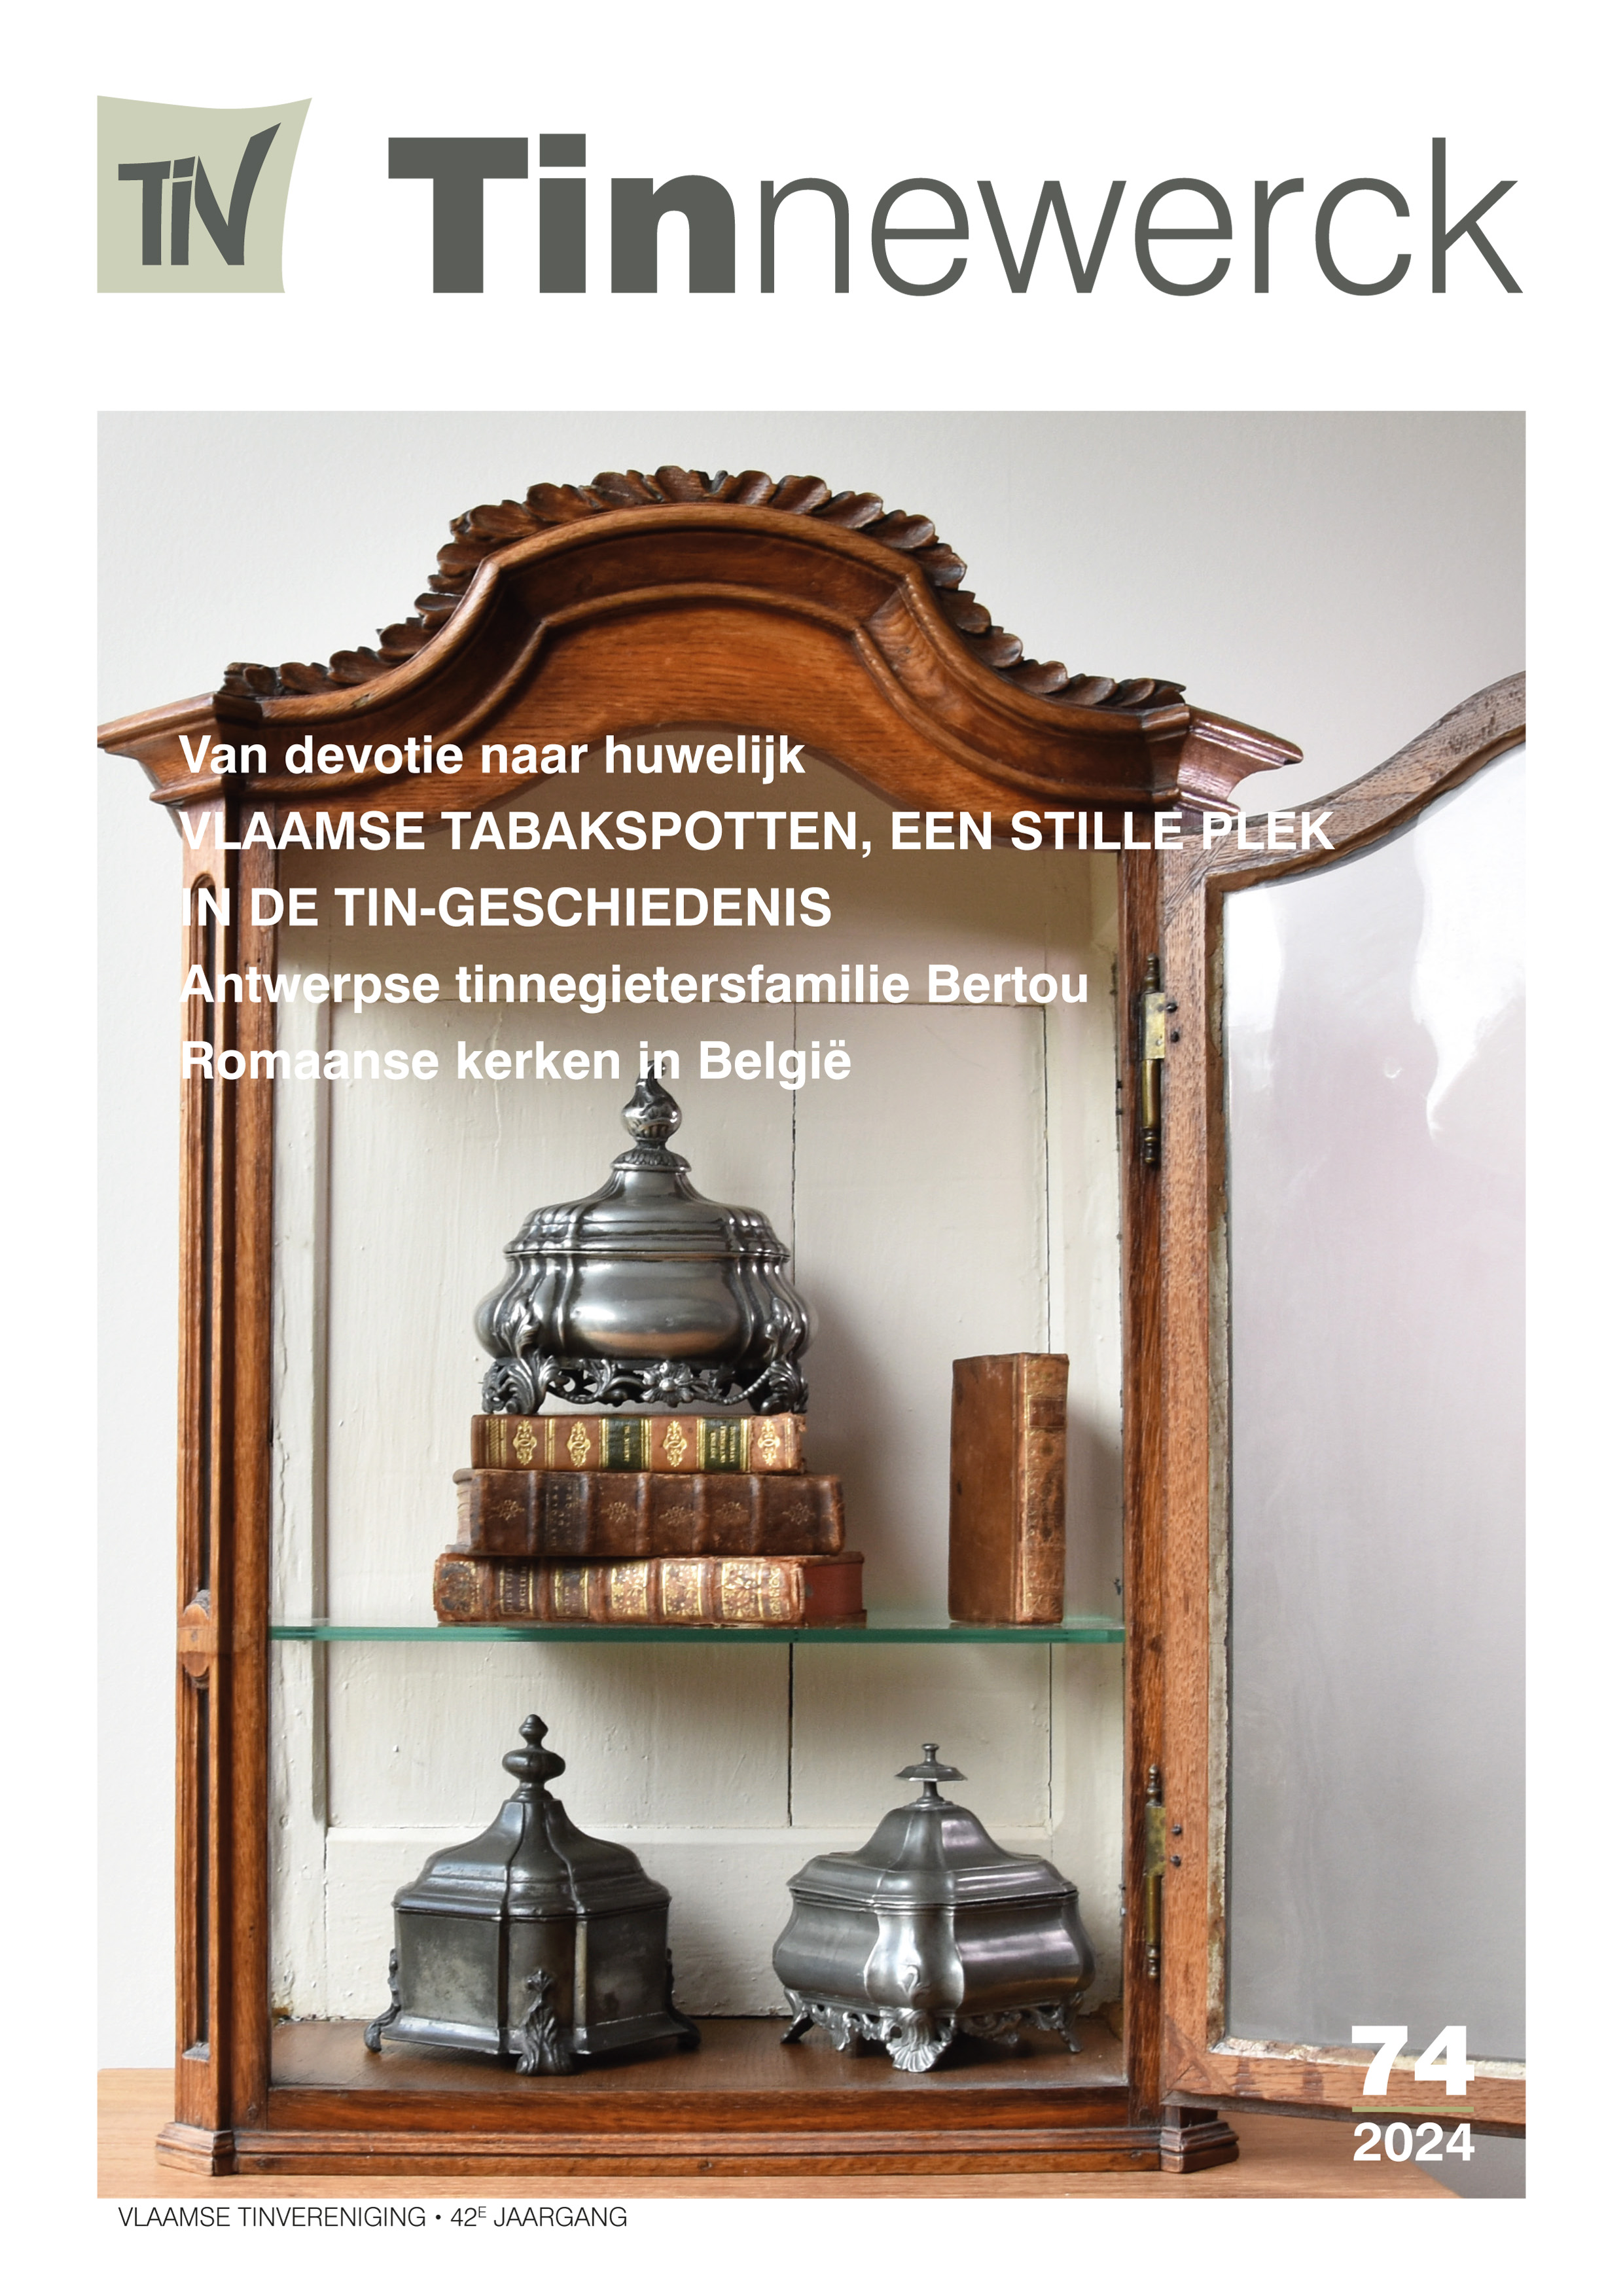 TiN
Tinnewerck
Van devotie naar huwelijk
VLAAMSE TABAKSPOTTEN, EEN STILLE PLEK
IN DE TIN-GESCHIEDENIS
Antwerpse tinnegietersfamilie Bertou
Romaanse kerken in België
74
2024
VLAAMSE TINVERENIGING • 42E JAARGANG